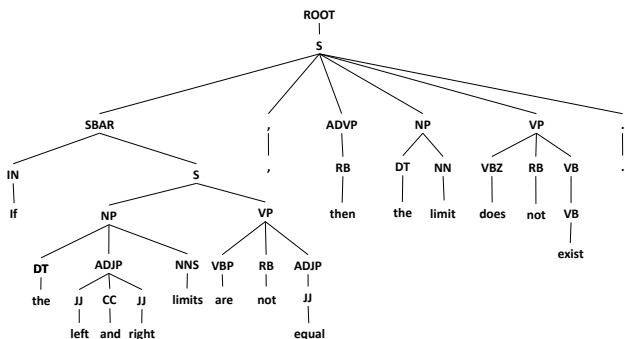 ROOT
S
SBAR , ADVP NP VP .
IN S , RB DT NN VBZ RB VB .
If NP VP then the limit does not VB
exist
DT ADJP NNS VBP RB ADJP
the JJ CC JJ limits are not JJ
left and right equal